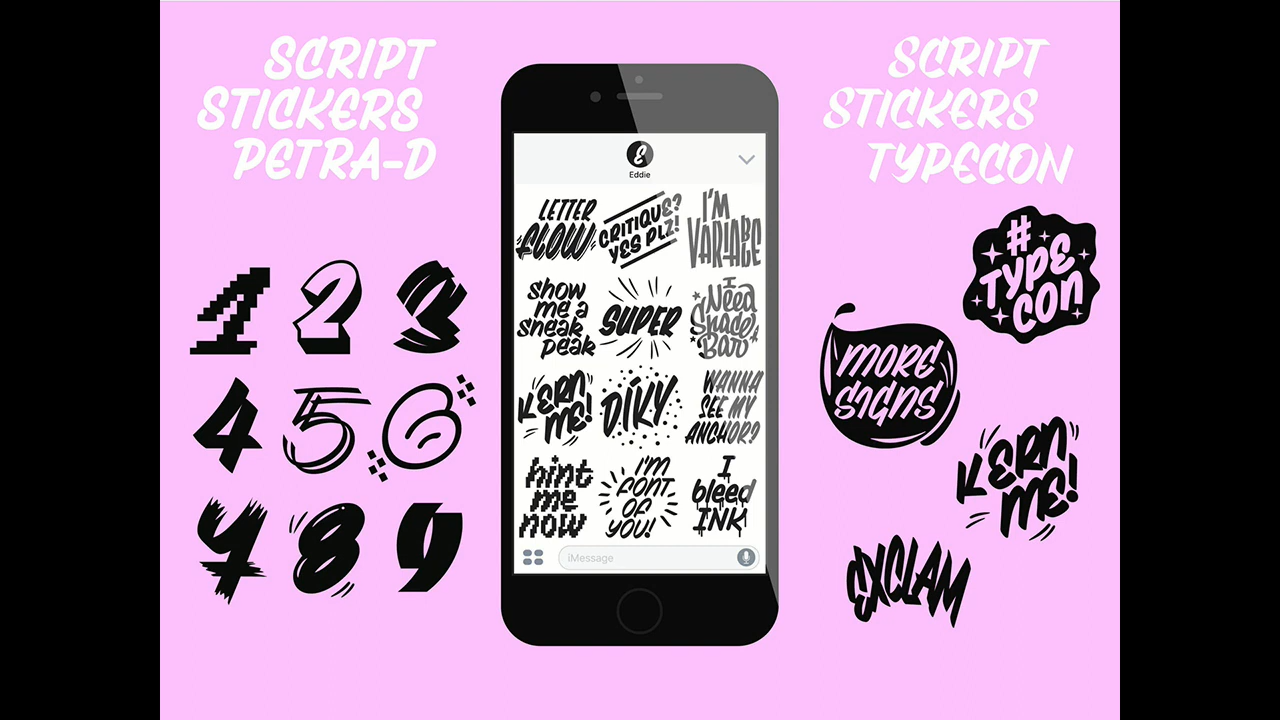 SCRIPT
STICKERS
PETRA-D
1 2 3
4 5 6
7 8 9
E
Eddie
LETTER
FLOW
CRITIQUE?
YES PLZ!
I'M
VARIABLE
show
me a
sneak
peak
SUPER
I
Need
Space
Bar
KERN
ME!
DÍKY
WANNA
SEE MY
ANCHOR?
hint
me
now
I'M
FONT
OF
YOU!
I
bleed
INK
iMessage
SCRIPT
STICKERS
TYPECON
#
TYPE
CON
MORE
SIGNS
KERN
ME!
EXCLAM